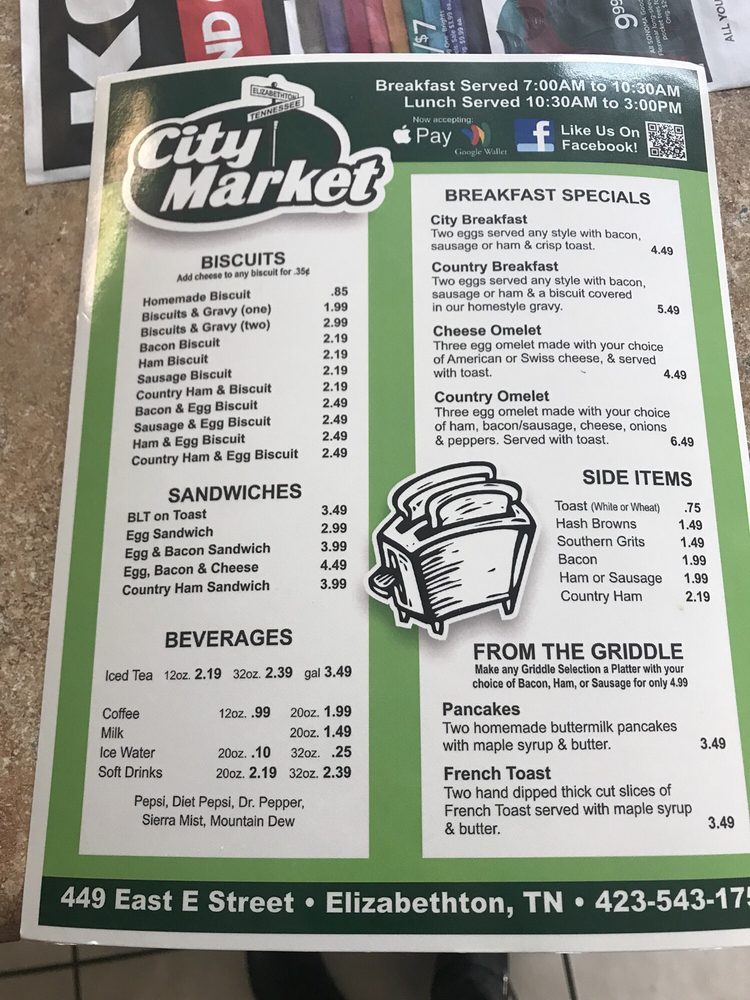 K
ND
/$7
Sale $3.99 ea.
9.99
All SONOMA Good
ALL YOU
ELIZABETHTON
TENNESSEE
City
Market
Breakfast Served 7:00AM to 10:30AM
Lunch Served 10:30AM to 3:00PM
Now accepting:
Pay
Google Wallet
f
Like Us On
Facebook!
BISCUITS
Add cheese to any biscuit for .35¢
Homemade Biscuit .85
Biscuits & Gravy (one) 1.99
Biscuits & Gravy (two) 2.99
Bacon Biscuit 2.19
Ham Biscuit 2.19
Sausage Biscuit 2.19
Country Ham & Biscuit 2.19
Bacon & Egg Biscuit 2.49
Sausage & Egg Biscuit 2.49
Ham & Egg Biscuit 2.49
Country Ham & Egg Biscuit 2.49
SANDWICHES
BLT on Toast 3.49
Egg Sandwich 2.99
Egg & Bacon Sandwich 3.99
Egg, Bacon & Cheese 4.49
Country Ham Sandwich 3.99
BEVERAGES
Iced Tea 12oz. 2.19 32oz. 2.39 gal 3.49
Coffee 12oz. .99 20oz. 1.99
Milk 20oz. 1.49
Ice Water 20oz. .10 32oz. .25
Soft Drinks 20oz. 2.19 32oz. 2.39
Pepsi, Diet Pepsi, Dr. Pepper,
Sierra Mist, Mountain Dew
BREAKFAST SPECIALS
City Breakfast
Two eggs served any style with bacon,
sausage or ham & crisp toast. 4.49
Country Breakfast
Two eggs served any style with bacon,
sausage or ham & a biscuit covered
in our homestyle gravy. 5.49
Cheese Omelet
Three egg omelet made with your choice
of American or Swiss cheese, & served
with toast. 4.49
Country Omelet
Three egg omelet made with your choice
of ham, bacon/sausage, cheese, onions
& peppers. Served with toast. 6.49
SIDE ITEMS
Toast (White or Wheat) .75
Hash Browns 1.49
Southern Grits 1.49
Bacon 1.99
Ham or Sausage 1.99
Country Ham 2.19
FROM THE GRIDDLE
Make any Griddle Selection a Platter with your
choice of Bacon, Ham, or Sausage for only 4.99
Pancakes
Two homemade buttermilk pancakes
with maple syrup & butter. 3.49
French Toast
Two hand dipped thick cut slices of
French Toast served with maple syrup
& butter. 3.49
449 East E Street • Elizabethton, TN • 423-543-175